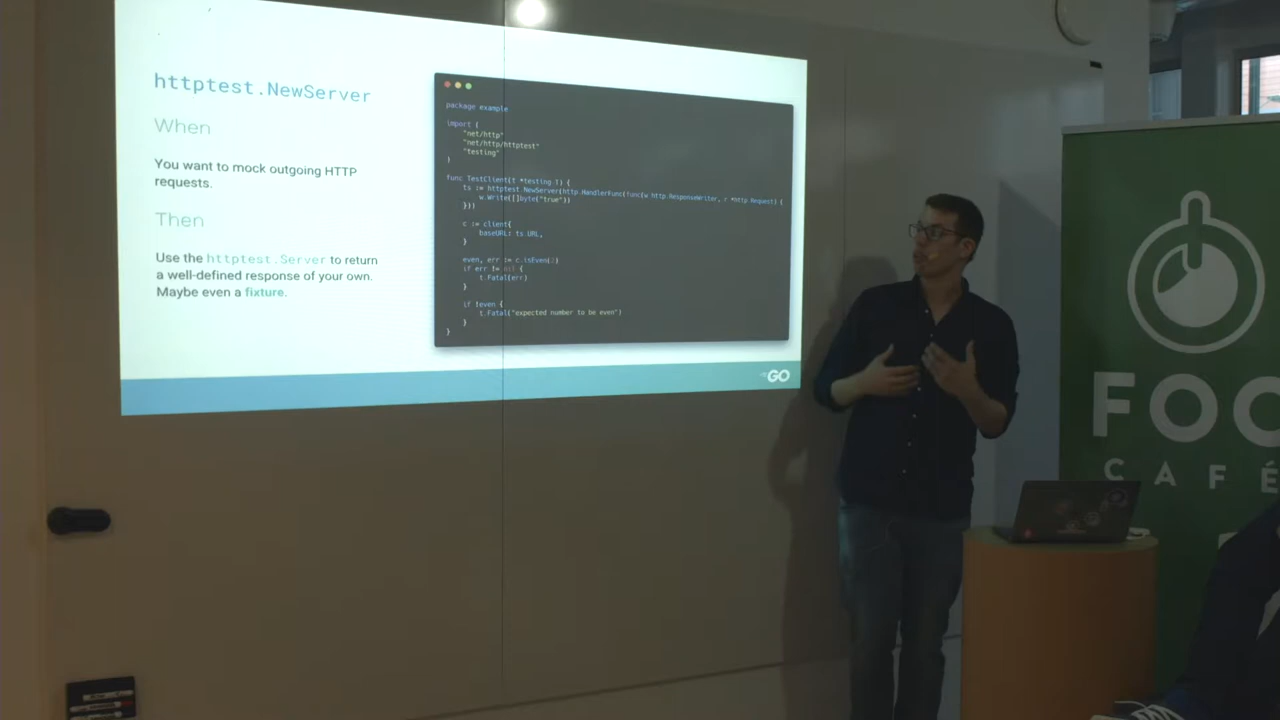 httptest.NewServer
When
You want to mock outgoing HTTP
requests.
Then
Use the httptest.Server to return
a well-defined response of your own.
Maybe even a fixture.
package example
import (
"net/http"
"net/http/httptest"
"testing"
)
func TestClient(t *testing.T) {
ts := httptest.NewServer(http.HandlerFunc(func(w http.ResponseWriter, r *http.Request) {
w.Write([]byte("true"))
}))
c := client{
baseURL: ts.URL,
}
even, err := c.isEven(2)
if err != nil {
t.Fatal(err)
}
if !even {
t.Fatal("expected number to be even")
}
}
GO
FOC
CAFÉ